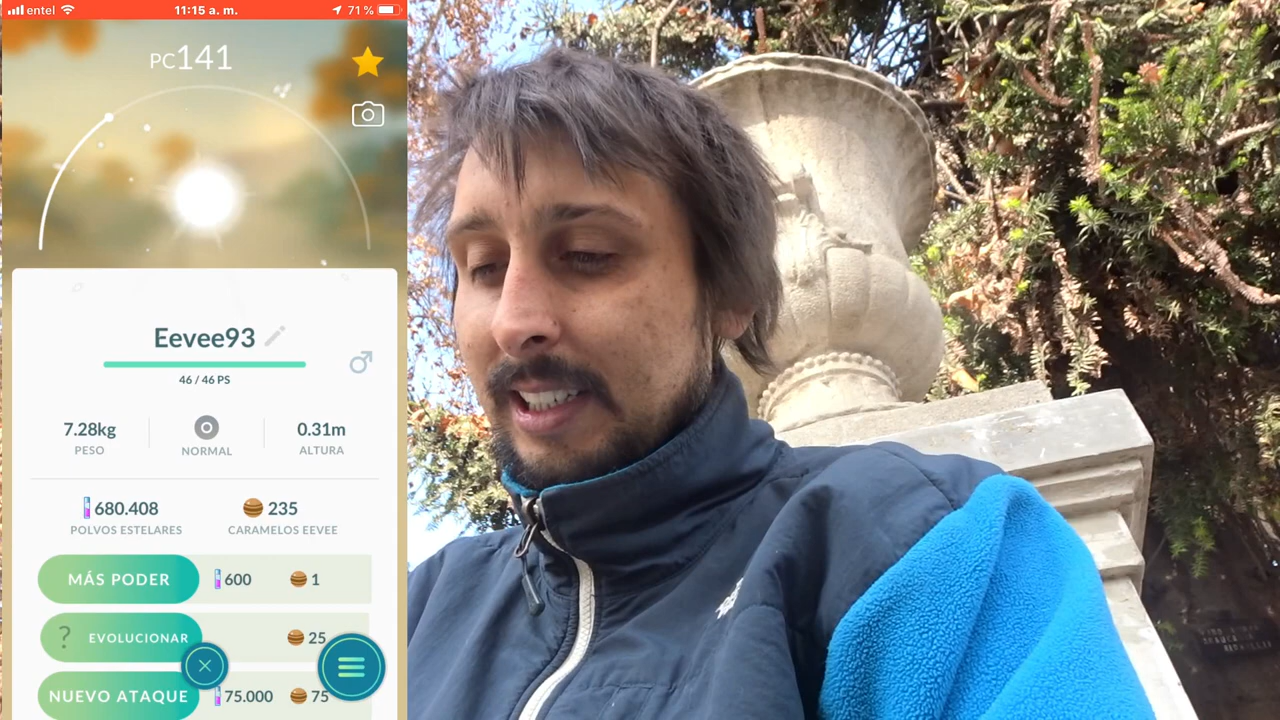 entel 11:15 a. m. 71 %
PC141
Eevee93
46 / 46 PS
7.28kg NORMAL 0.31m
PESO ALTURA
680.408 235
POLVOS ESTELARES CARAMELOS EEVEE
MÁS PODER 600 1
? EVOLUCIONAR 25
NUEVO ATAQUE 75.000 75